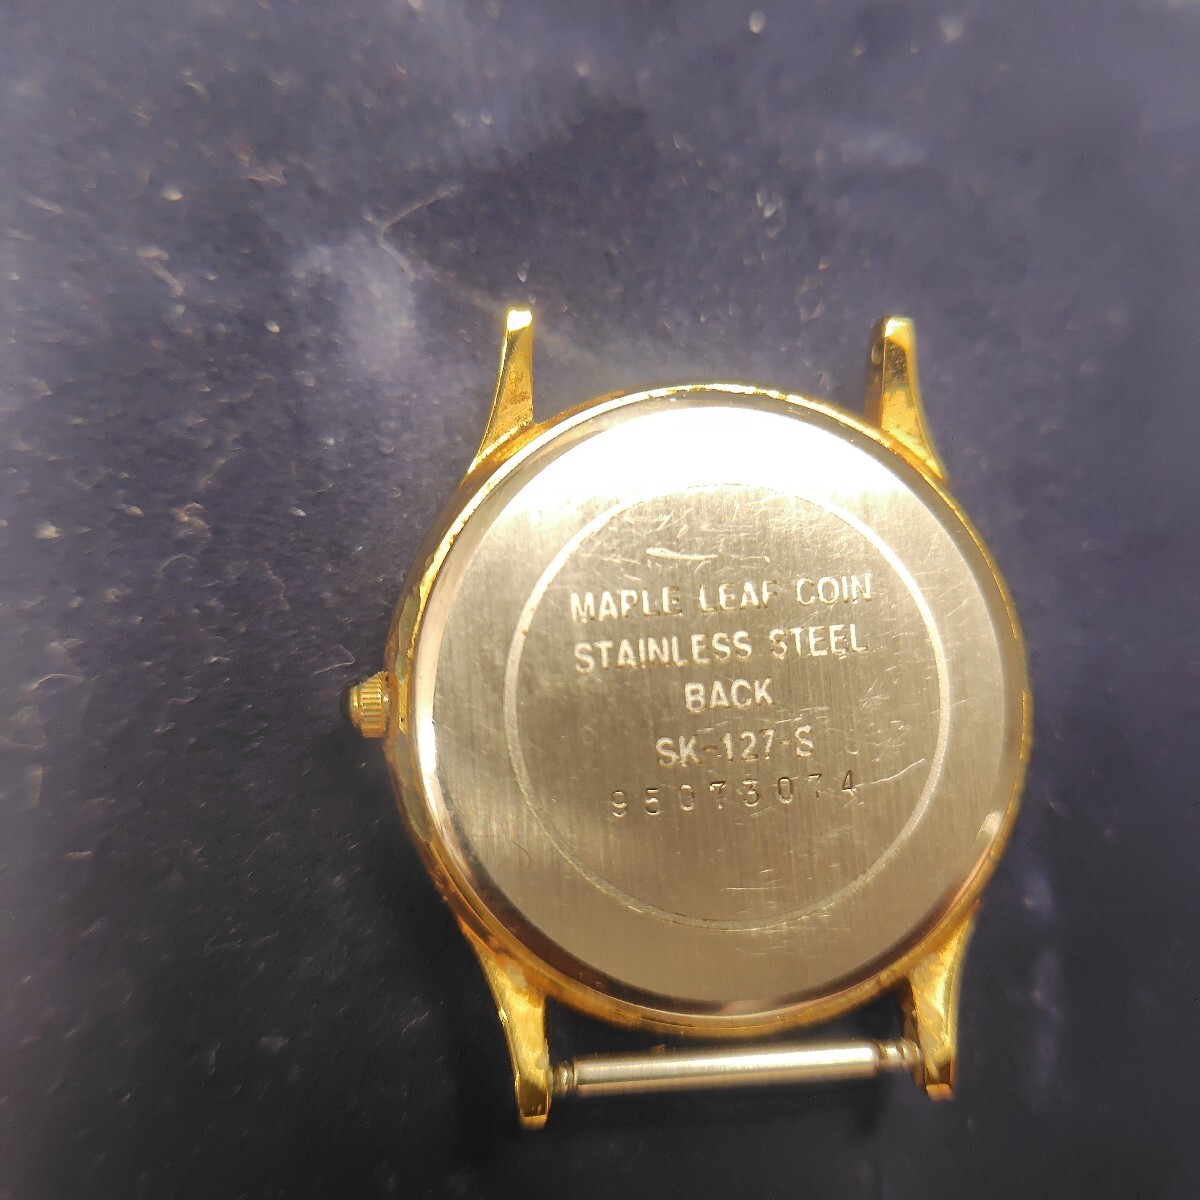 MAPLE LEAF COIN
STAINLESS STEEL
BACK
SK-127-S
95073074